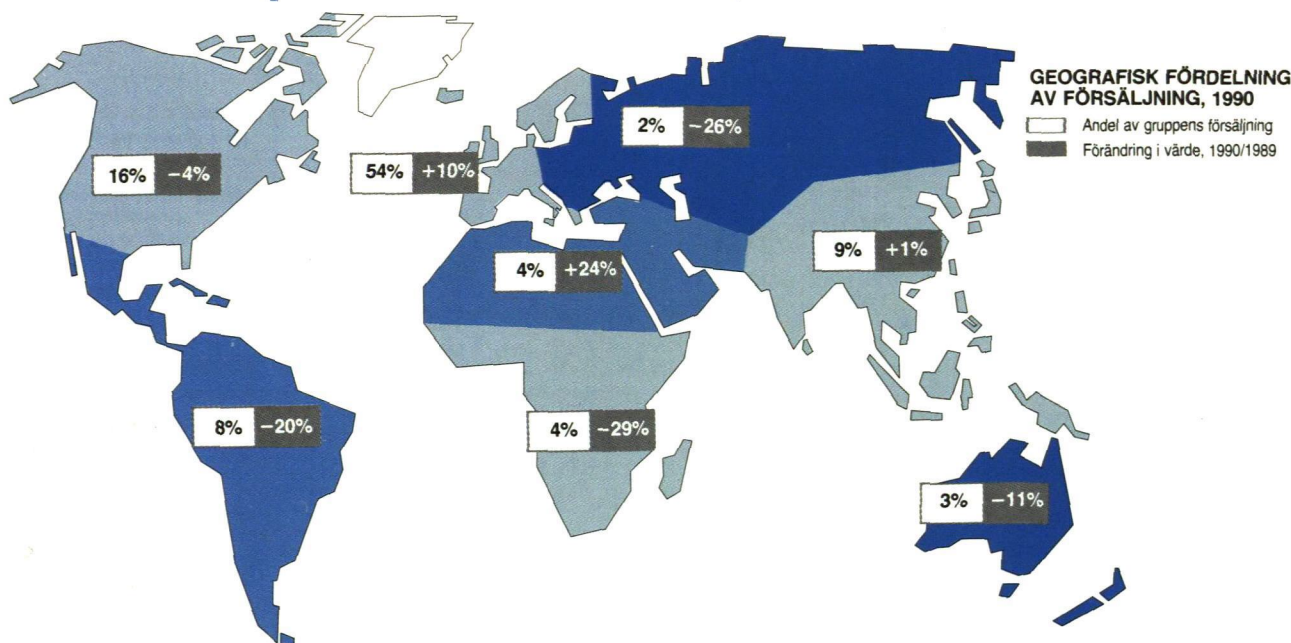 GEOGRAFISK FÖRDELNING
AV FÖRSÄLJNING, 1990
Andel av gruppens försäljning
Förändring i värde, 1990/1989
2% −26%
16% −4%
54% +10%
9% +1%
4% +24%
8% −20%
4% −29%
3% −11%